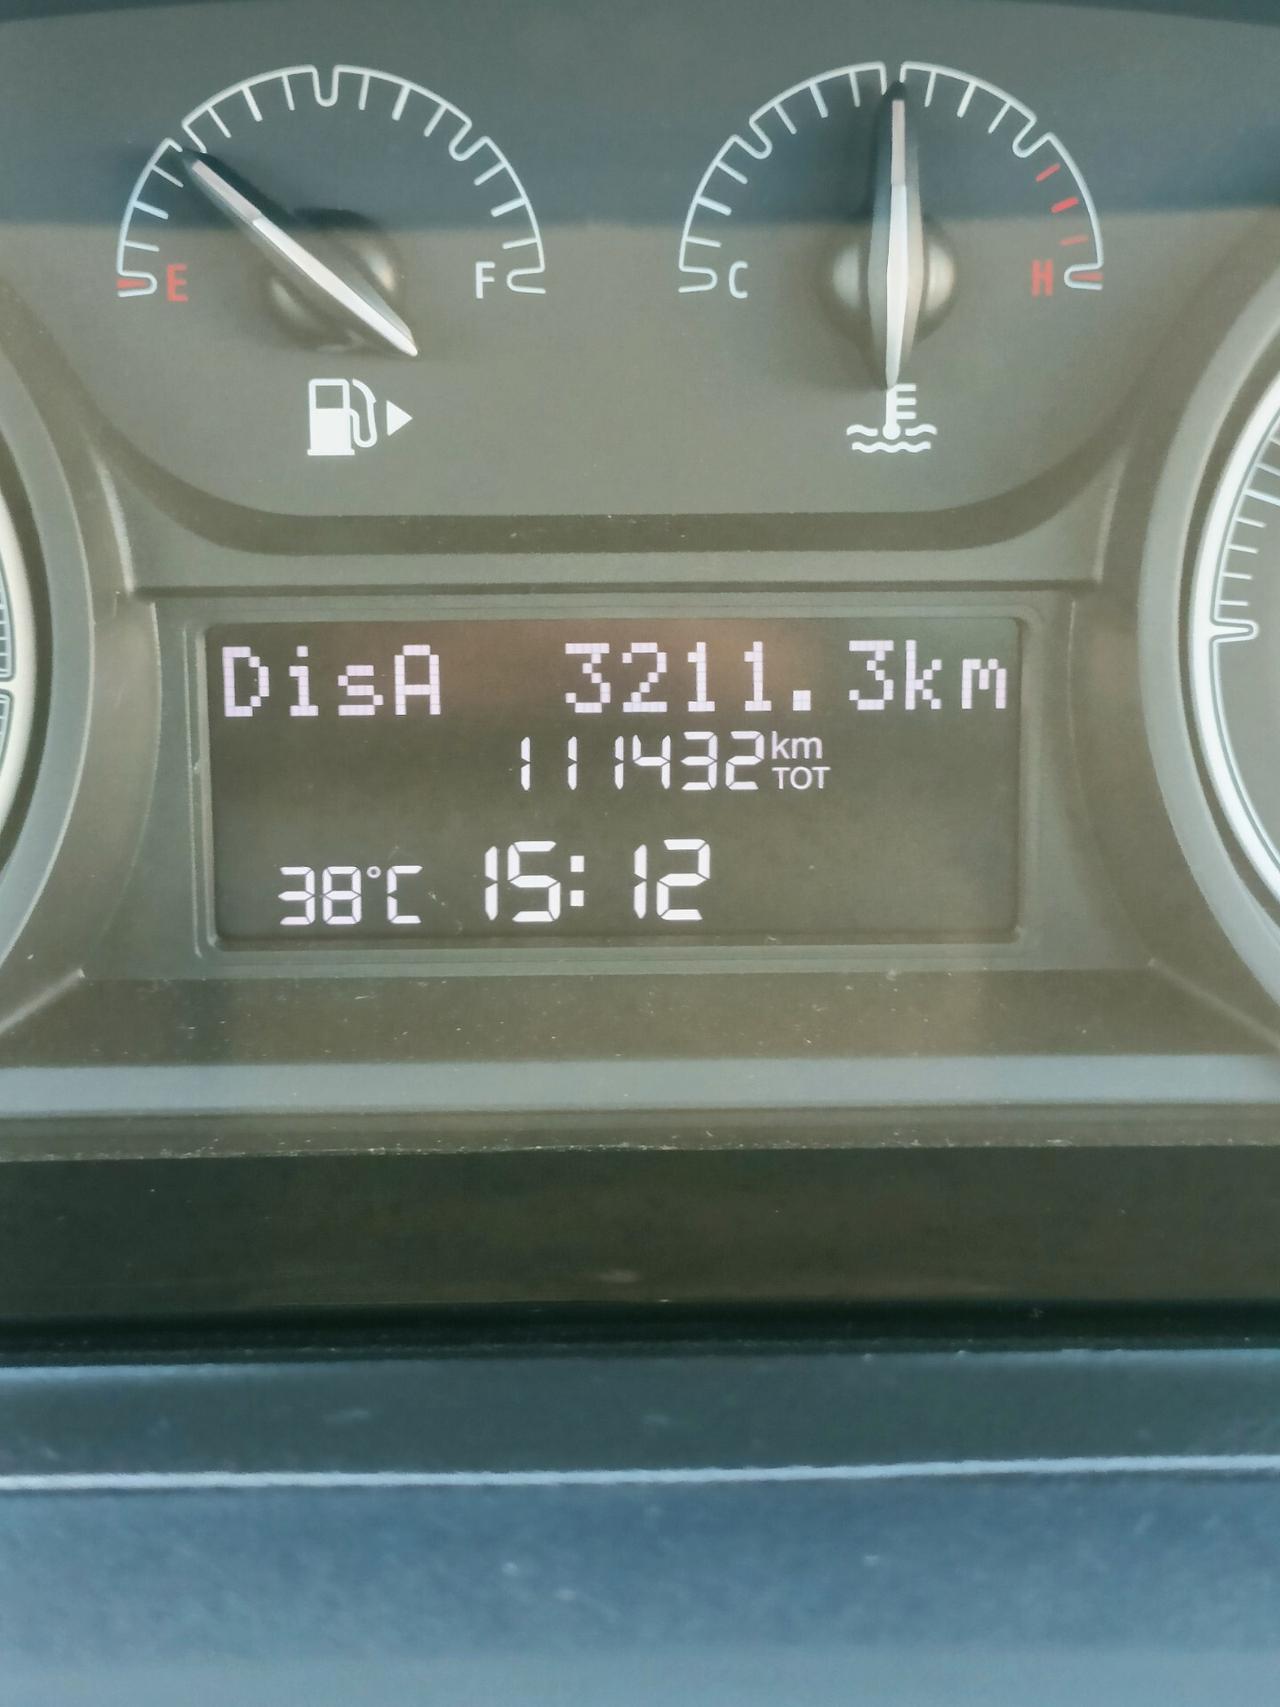 E F
C H
DisA 3211.3km
111432 km TOT
38°C 15:12